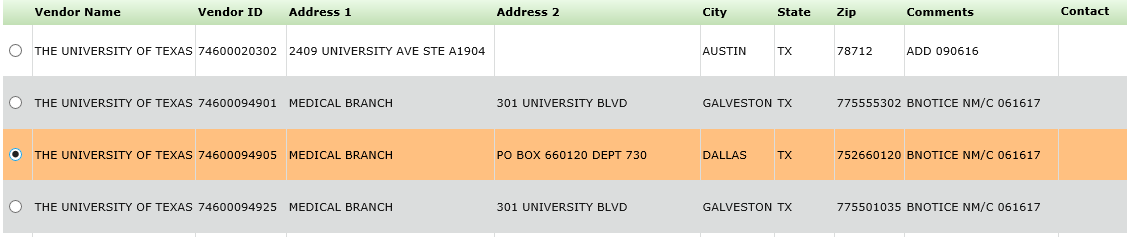 Vendor Name Vendor ID Address 1 Address 2 City State Zip Comments Contact
THE UNIVERSITY OF TEXAS 74600020302 2409 UNIVERSITY AVE STE A1904 AUSTIN TX 78712 ADD 090616
THE UNIVERSITY OF TEXAS 74600094901 MEDICAL BRANCH 301 UNIVERSITY BLVD GALVESTON TX 775555302 BNOTICE NM/C 061617
THE UNIVERSITY OF TEXAS 74600094905 MEDICAL BRANCH PO BOX 660120 DEPT 730 DALLAS TX 752660120 BNOTICE NM/C 061617
THE UNIVERSITY OF TEXAS 74600094925 MEDICAL BRANCH 301 UNIVERSITY BLVD GALVESTON TX 775501035 BNOTICE NM/C 061617